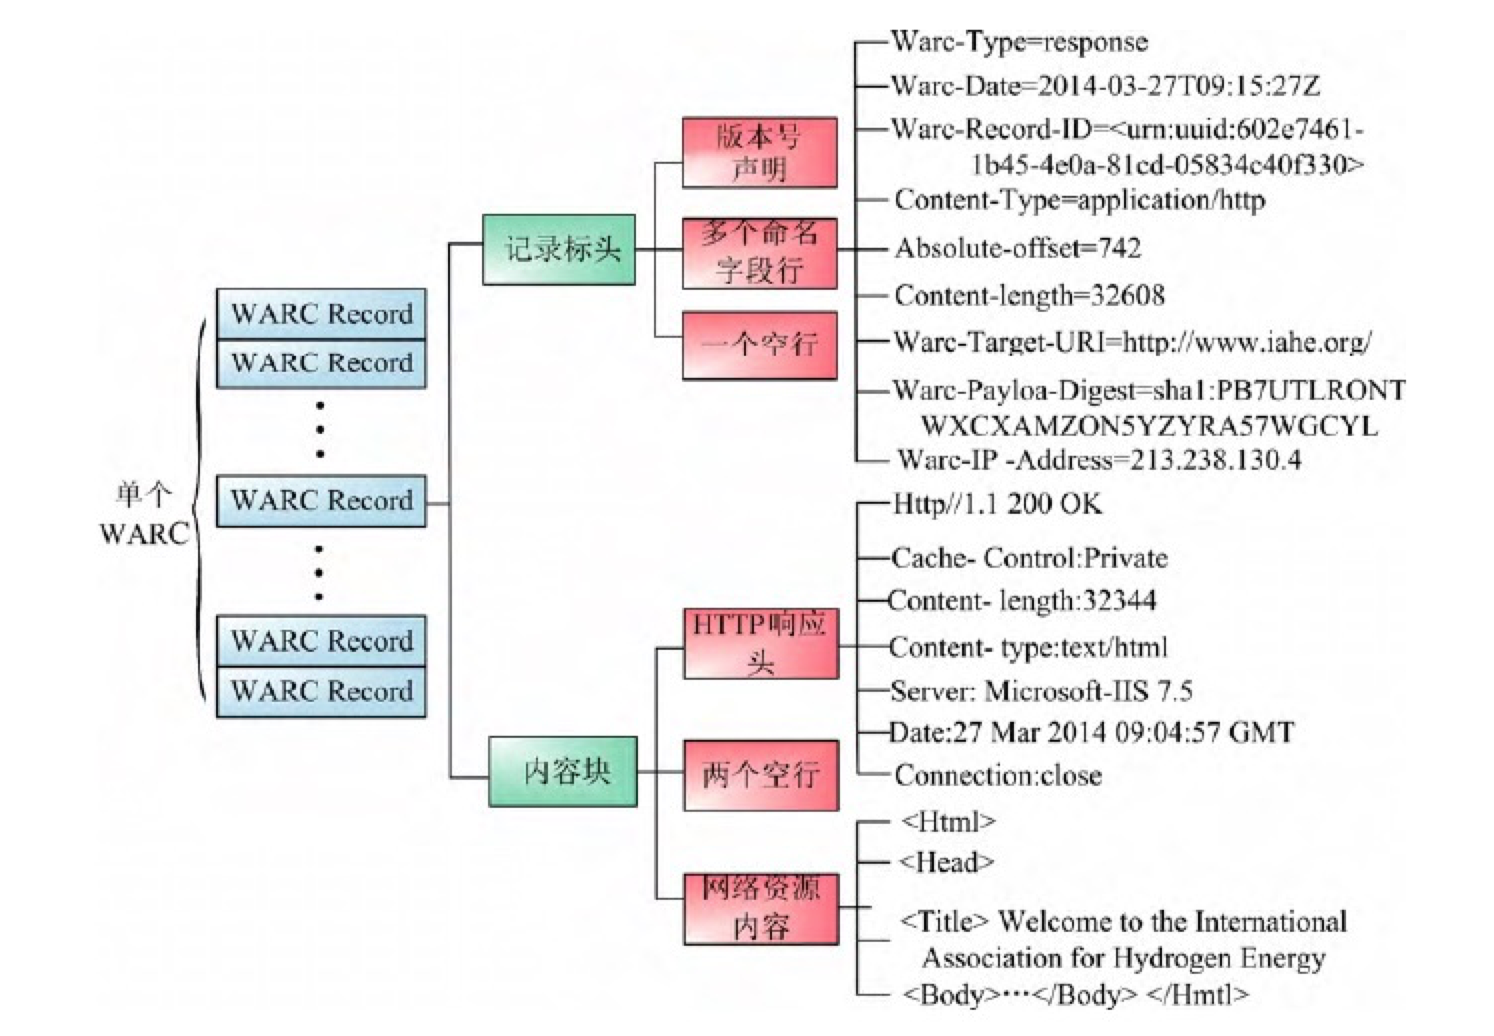 单个
WARC
WARC Record
WARC Record
WARC Record
WARC Record
WARC Record
记录标头
版本号
声明
多个命名
字段行
一个空行
Warc-Type=response
Warc-Date=2014-03-27T09:15:27Z
Warc-Record-ID=<urn:uuid:602e7461-
1b45-4e0a-81cd-05834c40f330>
Content-Type=application/http
Absolute-offset=742
Content-length=32608
Warc-Target-URI=http://www.iahe.org/
Warc-Payloa-Digest=sha1:PB7UTLRONT
WXCXAMZON5YZYRA57WGCYL
Warc-IP -Address=213.238.130.4
内容块
HTTP响应
头
两个空行
网络资源
内容
Http//1.1 200 OK
Cache- Control:Private
Content- length:32344
Content- type:text/html
Server: Microsoft-IIS 7.5
Date:27 Mar 2014 09:04:57 GMT
Connection:close
<Html>
<Head>
<Title> Welcome to the International
Association for Hydrogen Energy
<Body>···</Body> </Hmtl>